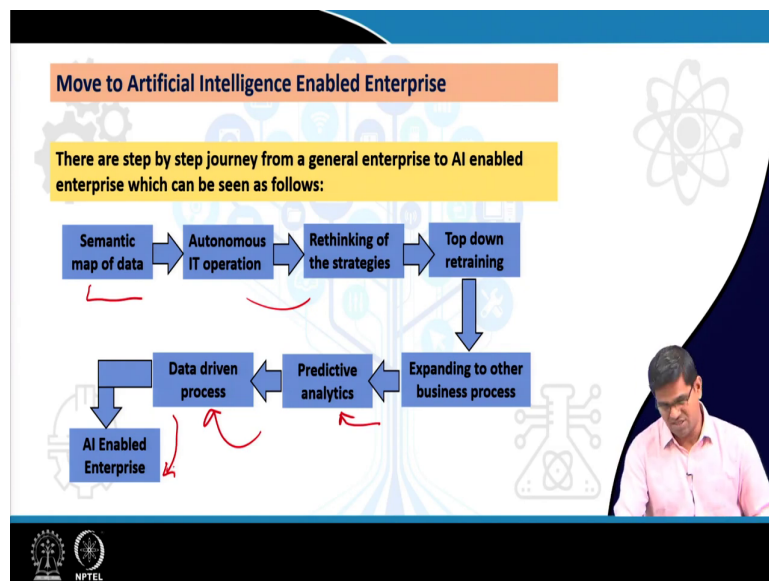 Move to Artificial Intelligence Enabled Enterprise
There are step by step journey from a general enterprise to AI enabled
enterprise which can be seen as follows:
Semantic
map of data
Autonomous
IT operation
Rethinking of
the strategies
Top down
retraining
Expanding to other
business process
Predictive
analytics
Data driven
process
AI Enabled
Enterprise
NPTEL